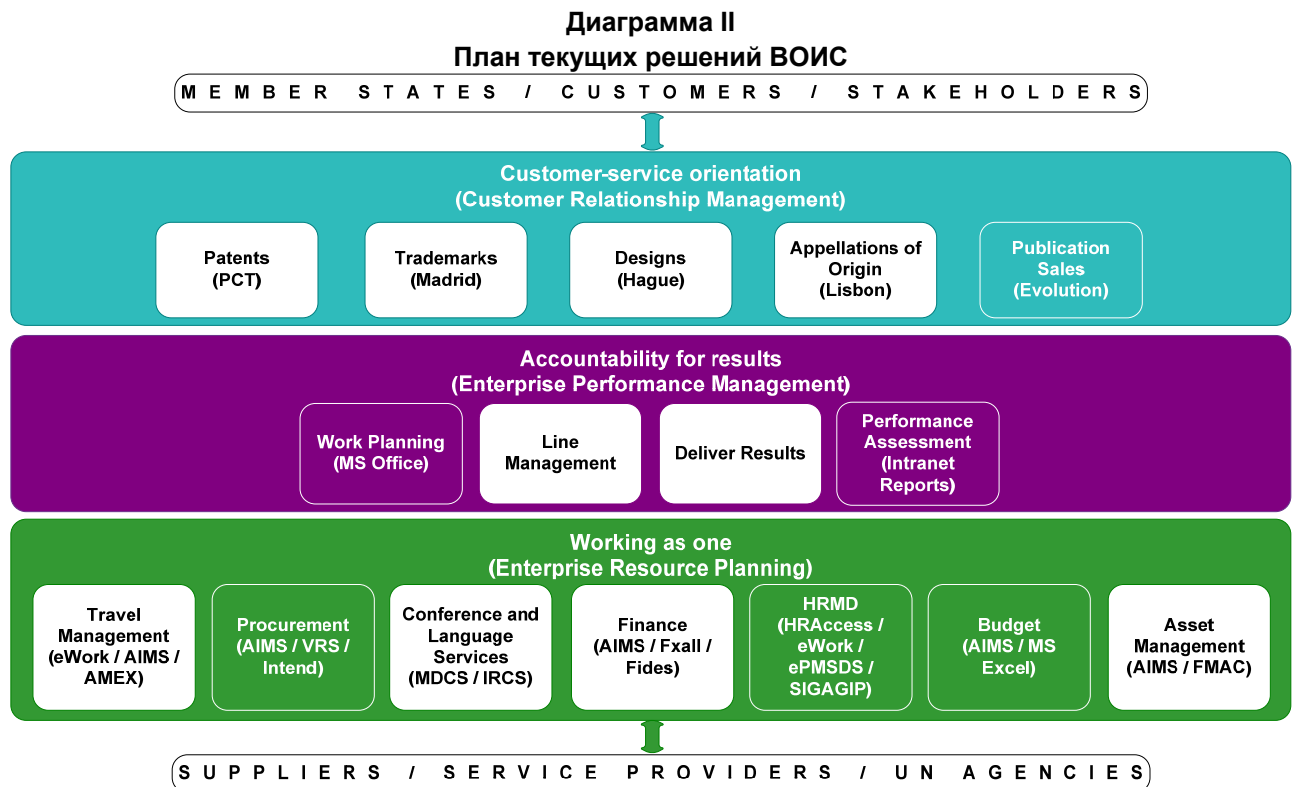 Диаграмма II
План текущих решений ВОИС
MEMBER STATES / CUSTOMERS / STAKEHOLDERS
Customer-service orientation
(Customer Relationship Management)
Patents
(PCT)
Trademarks
(Madrid)
Designs
(Hague)
Appellations of
Origin
(Lisbon)
Publication
Sales
(Evolution)
Accountability for results
(Enterprise Performance Management)
Work Planning
(MS Office)
Line
Management
Deliver Results
Performance
Assessment
(Intranet
Reports)
Working as one
(Enterprise Resource Planning)
Travel
Management
(eWork / AIMS /
AMEX)
Procurement
(AIMS / VRS /
Intend)
Conference and
Language
Services
(MDCS / IRCS)
Finance
(AIMS / Fxall /
Fides)
HRMD
(HRAccess /
eWork /
ePMSDS /
SIGAGIP)
Budget
(AIMS / MS
Excel)
Asset
Management
(AIMS / FMAC)
SUPPLIERS / SERVICE PROVIDERS / UN AGENCIES